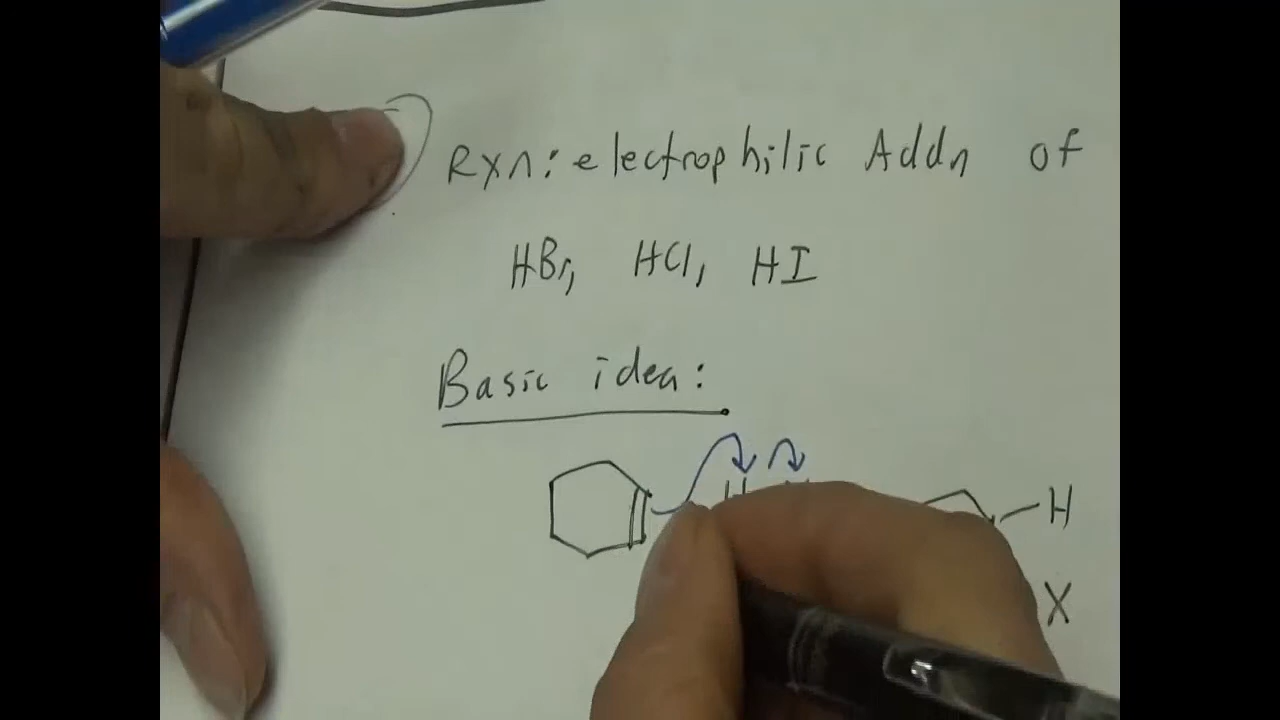 Rxn: electrophilic Addn of
HBr, HCl, HI
Basic idea:
H
X